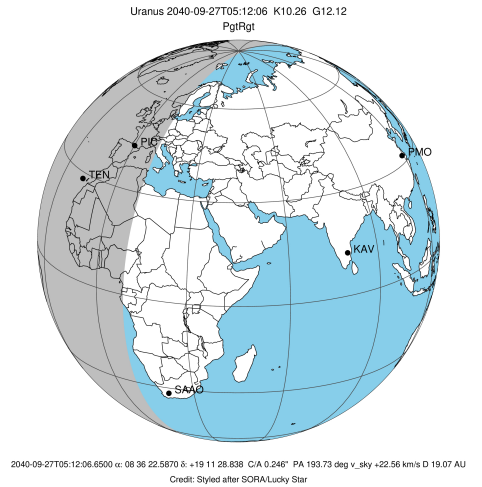 Uranus 2040-09-27T05:12:06 K10.26 G12.12
PgtRgt
PIC
PMO
TEN
KAV
SAAO
2040-09-27T05:12:06.6500 α: 08 36 22.5870 δ: +19 11 28.838 C/A 0.246" PA 193.73 deg v_sky +22.56 km/s D 19.07 AU
Credit: Styled after SORA/Lucky Star